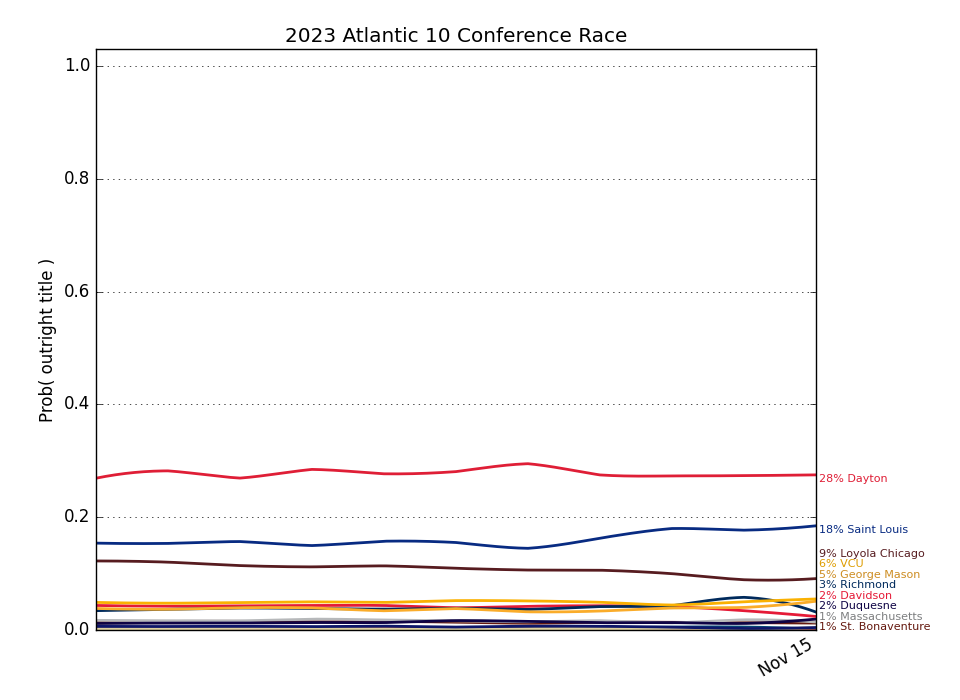 2023 Atlantic 10 Conference Race
Prob( outright title )
1.0
0.8
0.6
0.4
0.2
0.0
28% Dayton
18% Saint Louis
9% Loyola Chicago
6% VCU
5% George Mason
3% Richmond
2% Davidson
2% Duquesne
1% Massachusetts
1% St. Bonaventure
Nov 15